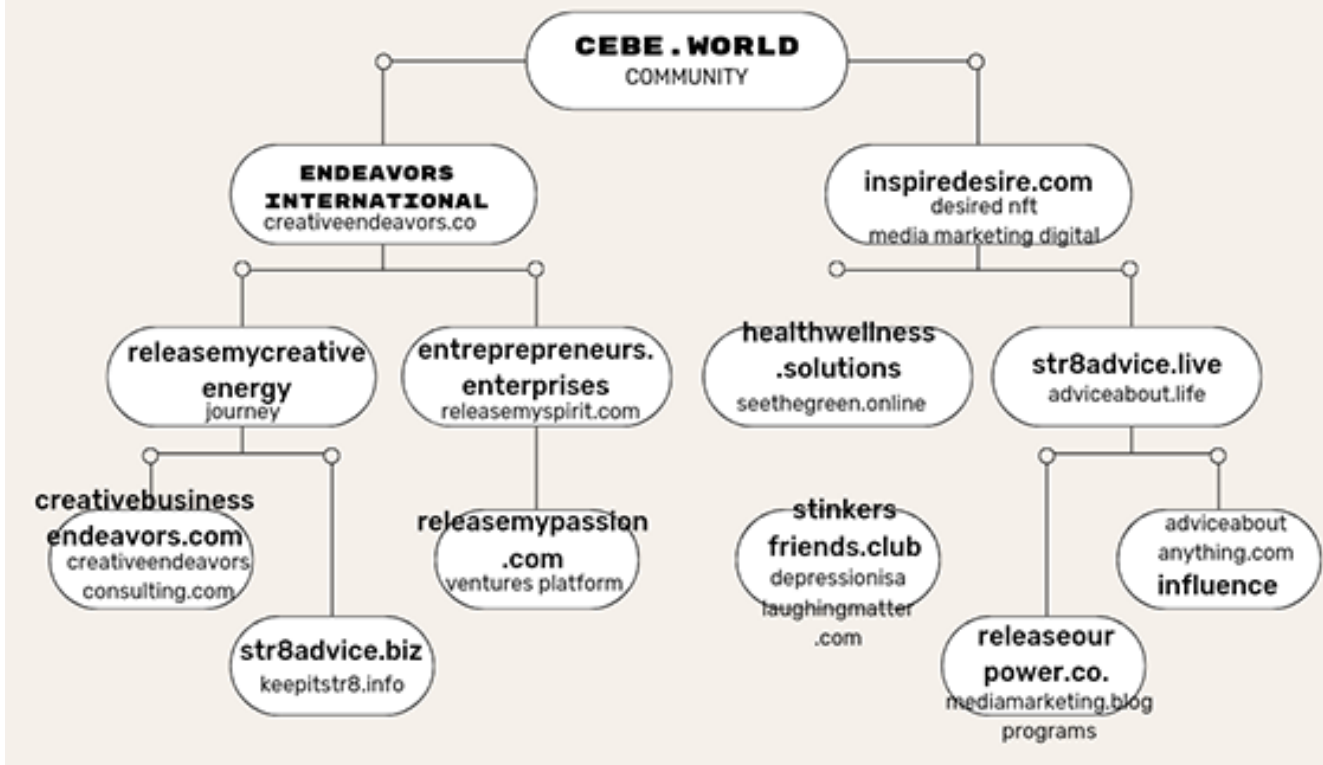 CEBE.WORLD
COMMUNITY
ENDEAVORS
INTERNATIONAL
creativeendeavors.co
inspiredesire.com
desired nft
media marketing digital
releasemycreative
energy
journey
entreprepreneurs.
enterprises
releasemyspirit.com
healthwellness
.solutions
seethegreen.online
str8advice.live
adviceabout.life
creativebusiness
endeavors.com
creativeendeavors
consulting.com
str8advice.biz
keepitstr8.info
releasemypassion
.com
ventures platform
stinkers
friends.club
depressionisa
laughingmatter
.com
releaseour
power.co.
mediamarketing.blog
programs
adviceabout
anything.com
influence